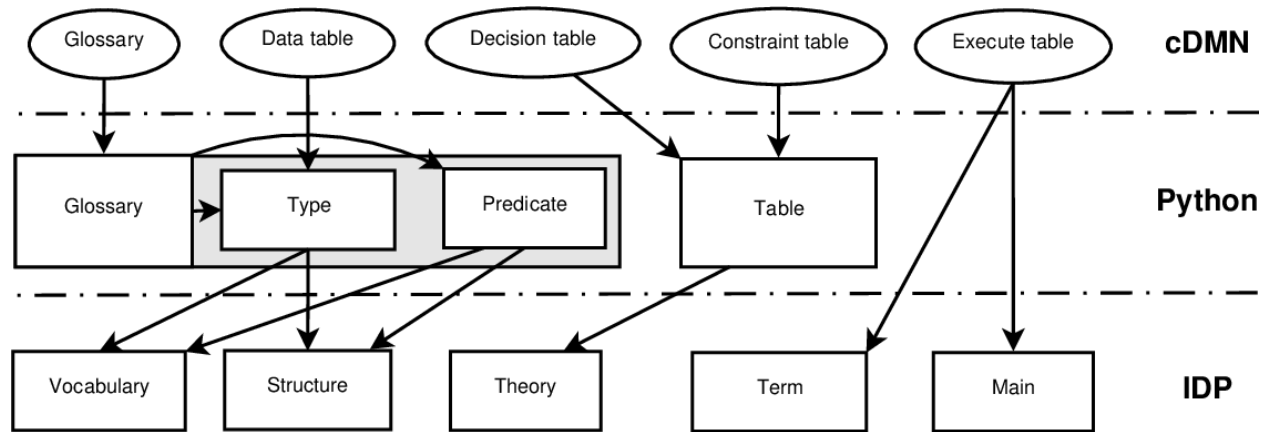 Glossary
Data table
Decision table
Constraint table
Execute table
cDMN
Glossary
Type
Predicate
Table
Python
Vocabulary
Structure
Theory
Term
Main
IDP